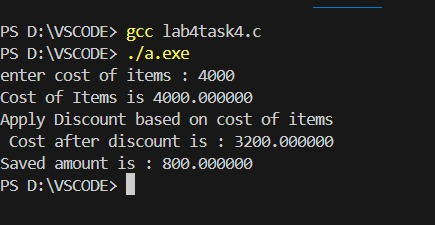 PS D:\VSCODE> gcc lab4task4.c
PS D:\VSCODE> ./a.exe
enter cost of items : 4000
Cost of Items is 4000.000000
Apply Discount based on cost of items
 Cost after discount is : 3200.000000
Saved amount is : 800.000000
PS D:\VSCODE>